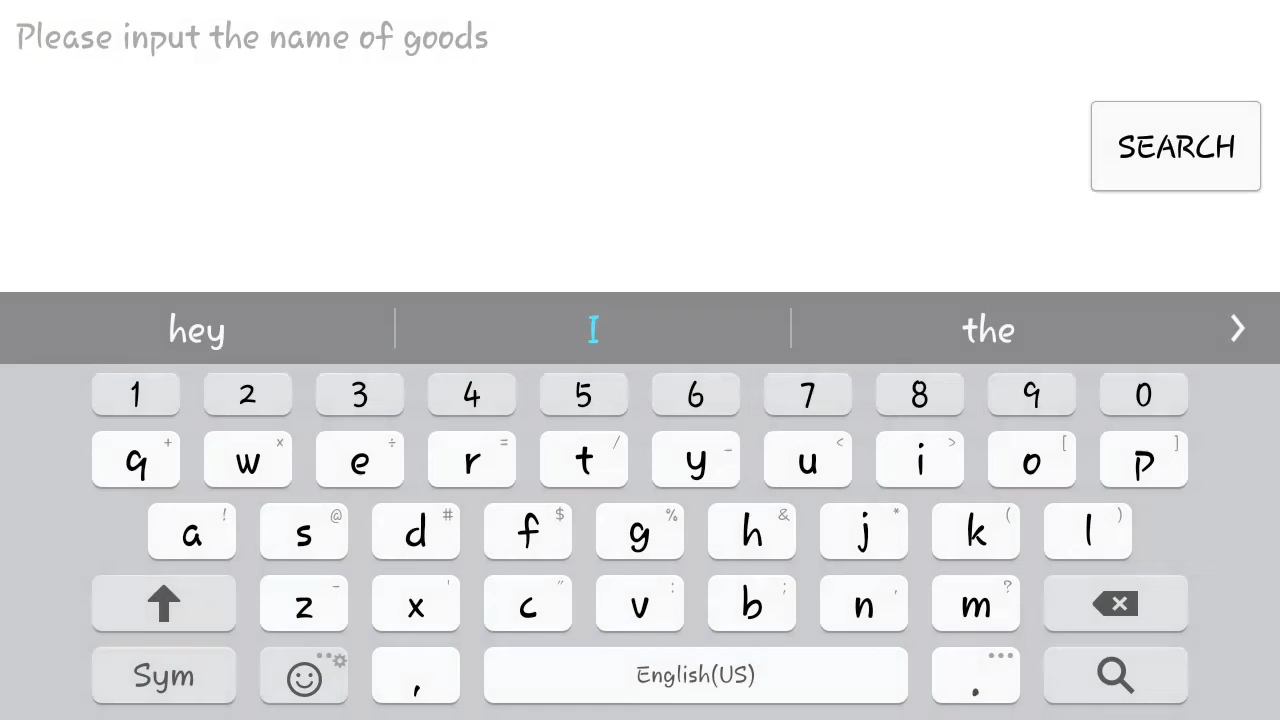 Please input the name of goods
SEARCH
hey I the
1 2 3 4 5 6 7 8 9 0
q + w × e ÷ r = t / y _ u < i > o [ p ]
a ! s @ d # f $ g % h & j * k ( l )
z - x ' c " v : b ; n , m ?
Sym , English(US) .